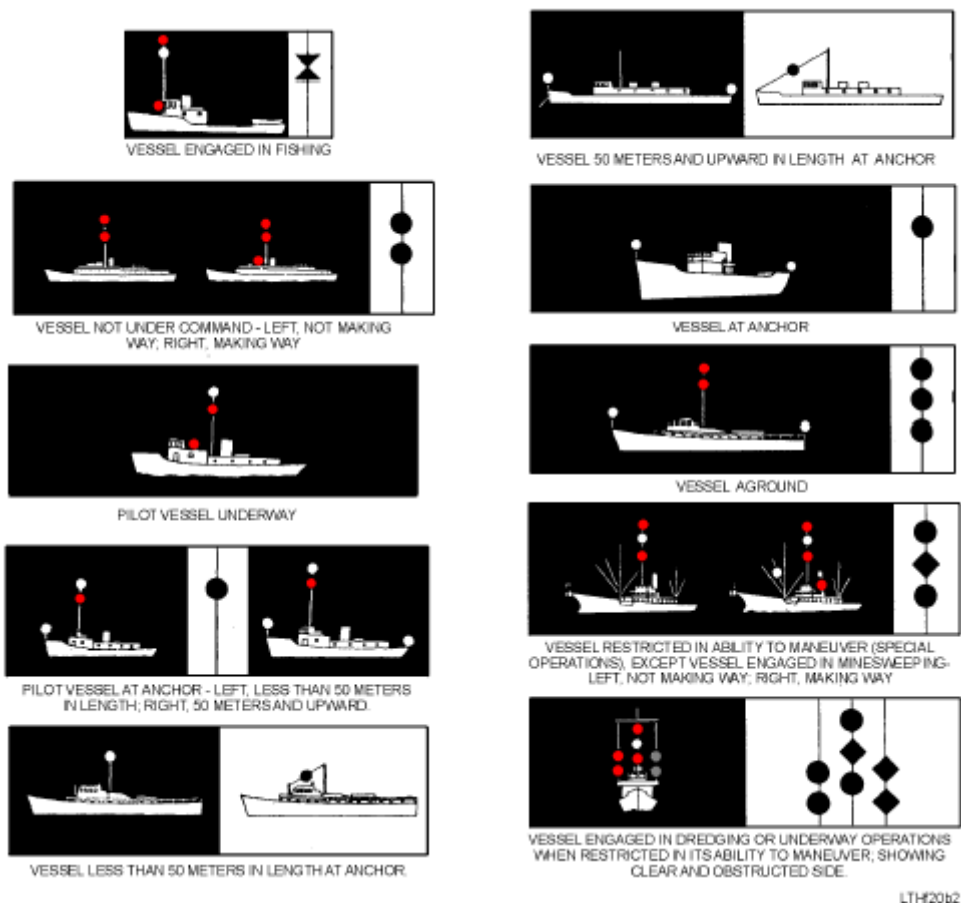 VESSEL ENGAGED IN FISHING
VESSEL NOT UNDER COMMAND - LEFT, NOT MAKING
WAY; RIGHT, MAKING WAY
PILOT VESSEL UNDERWAY
PILOT VESSEL AT ANCHOR - LEFT, LESS THAN 50 METERS
IN LENGTH; RIGHT, 50 METERS AND UPWARD.
VESSEL LESS THAN 50 METERS IN LENGTH AT ANCHOR.
VESSEL 50 METERS AND UPWARD IN LENGTH AT ANCHOR
VESSEL AT ANCHOR
VESSEL AGROUND
VESSEL RESTRICTED IN ABILITY TO MANEUVER (SPECIAL
OPERATIONS), EXCEPT VESSEL ENGAGED IN MINESWEEPING-
LEFT, NOT MAKING WAY; RIGHT, MAKING WAY
VESSEL ENGAGED IN DREDGING OR UNDERWAY OPERATIONS
WHEN RESTRICTED IN ITS ABILITY TO MANEUVER; SHOWING
CLEAR AND OBSTRUCTED SIDE.
LTHf20b2